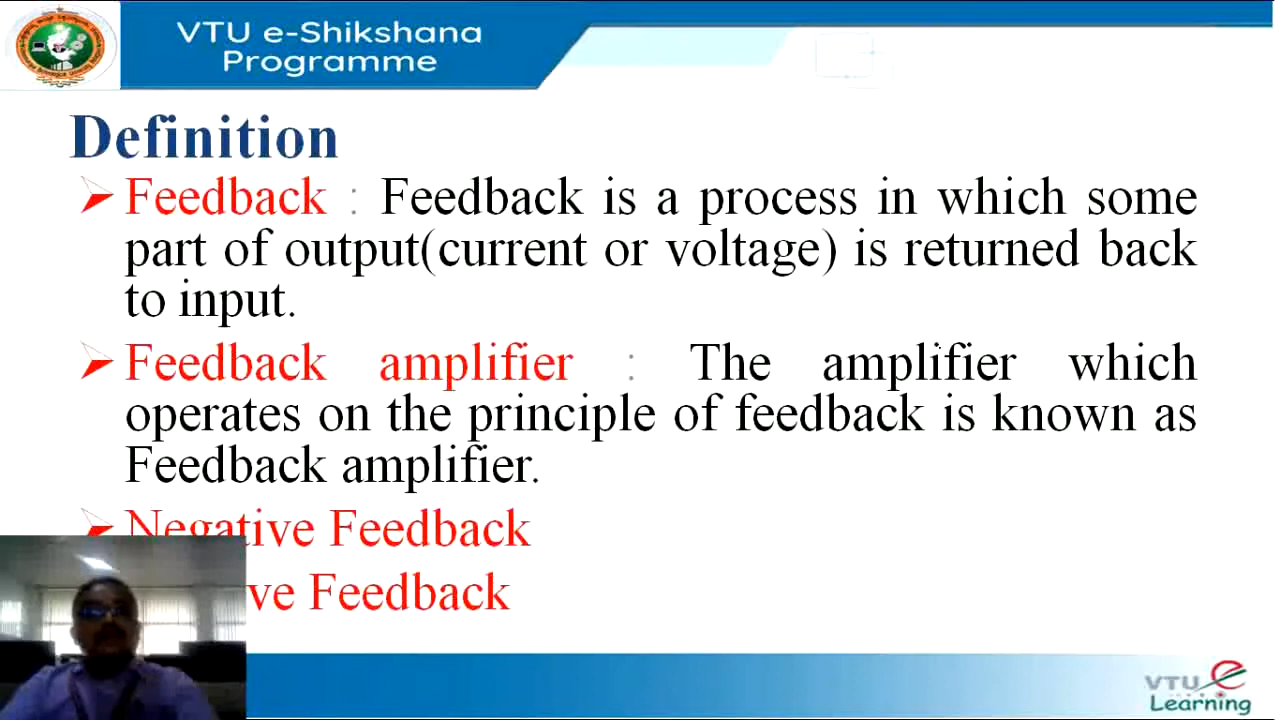 VTU e-Shikshana
Programme
Definition
Feedback : Feedback is a process in which some
part of output(current or voltage) is returned back
to input.
Feedback amplifier : The amplifier which
operates on the principle of feedback is known as
Feedback amplifier.
Negative Feedback
ve Feedback
VTU e
Learning